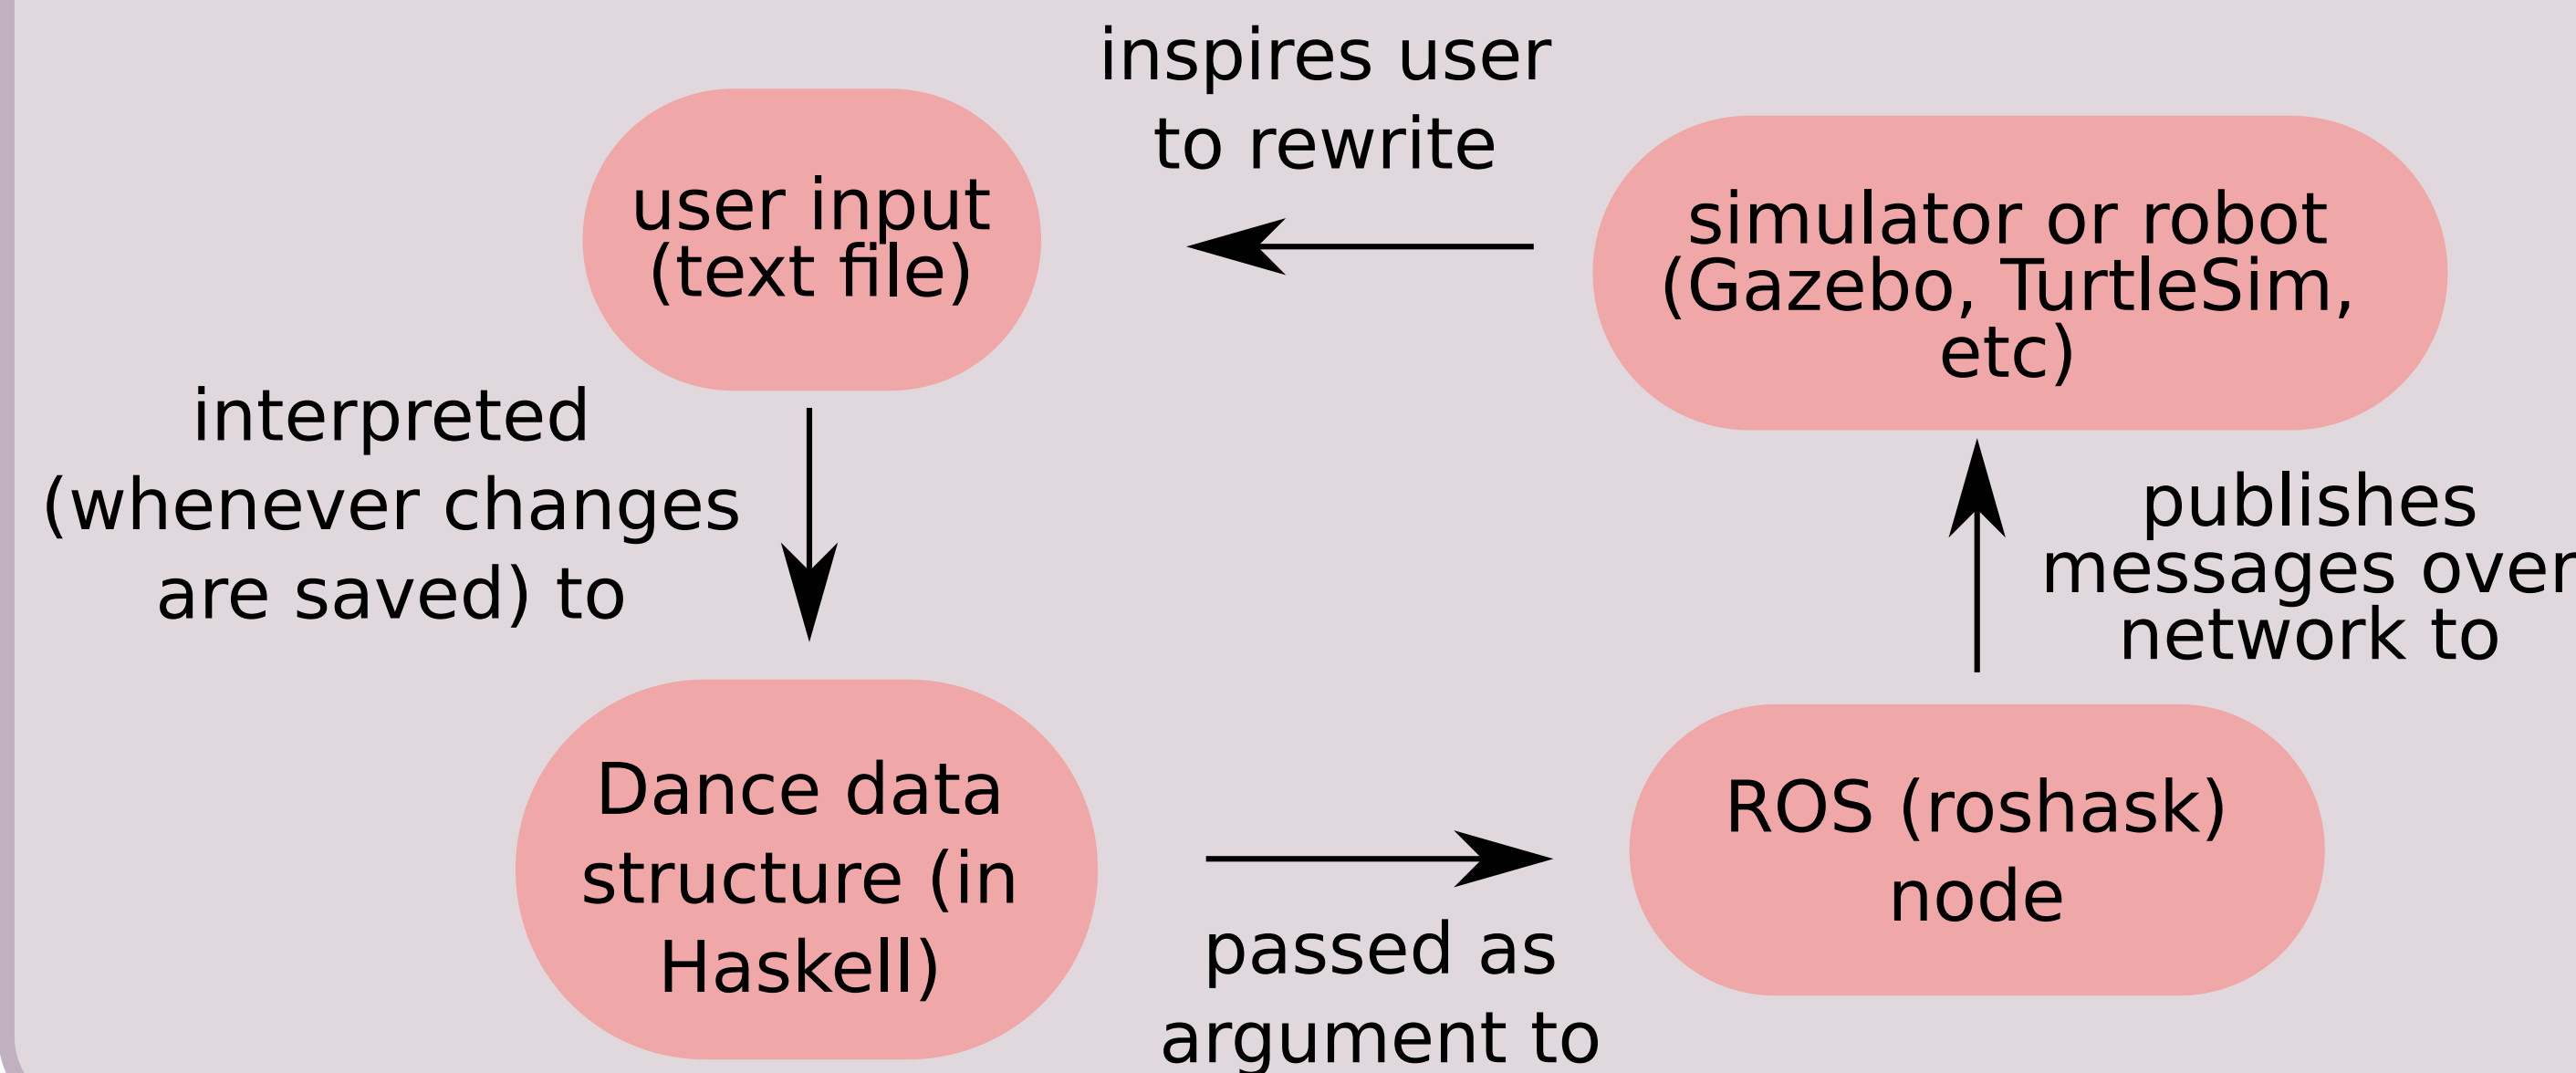 inspires user
to rewrite
user input
(text file)
simulator or robot
(Gazebo, TurtleSim,
etc)
interpreted
(whenever changes
are saved) to
publishes
messages over
network to
Dance data
structure (in
Haskell)
passed as
argument to
ROS (roshask)
node